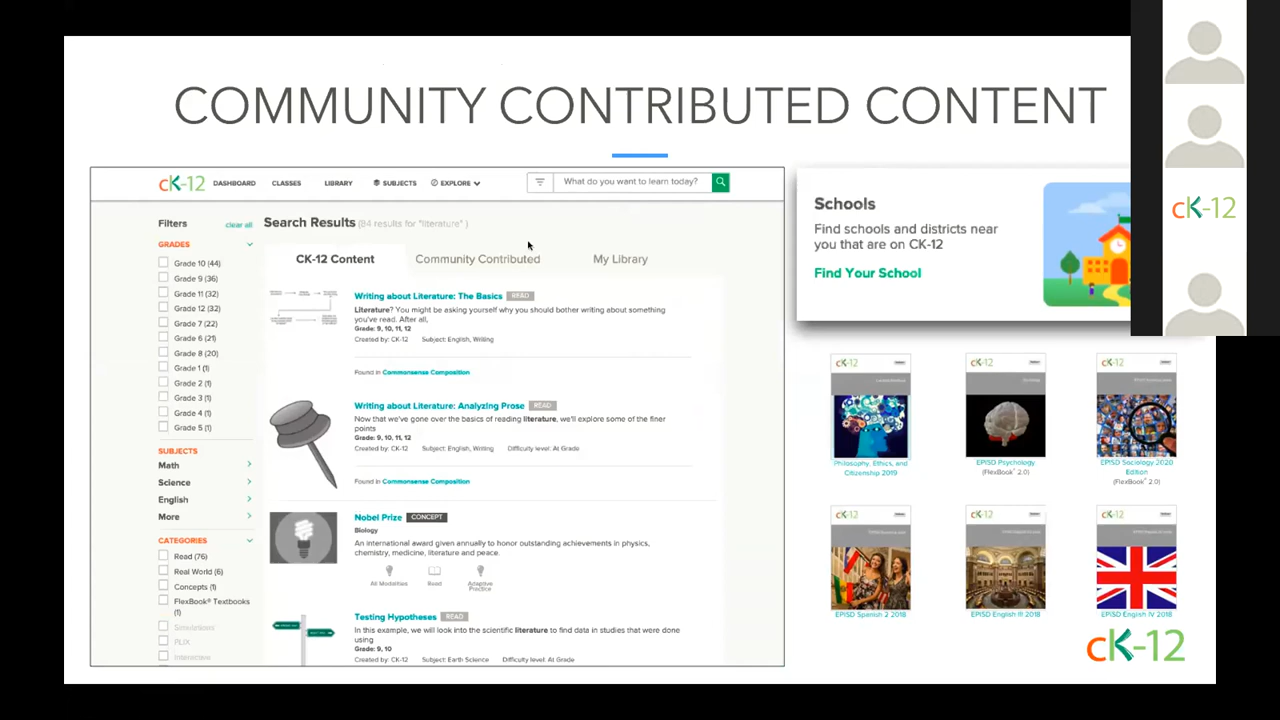 COMMUNITY CONTRIBUTED CONTENT
cK-12
DASHBOARD
CLASSES
LIBRARY
SUBJECTS
EXPLORE
What do you want to learn today?
Filters
clear all
GRADES
Grade 10 (44)
Grade 9 (36)
Grade 11 (32)
Grade 12 (32)
Grade 7 (22)
Grade 6 (21)
Grade 8 (20)
Grade 1 (1)
Grade 2 (1)
Grade 3 (1)
Grade 4 (1)
Grade 5 (1)
SUBJECTS
Math
Science
English
More
CATEGORIES
Read (76)
Real World (6)
Concepts (1)
FlexBook® Textbooks
(1)
Simulations
PLIX
Interactive
Search Results (84 results for "literature" )
CK-12 Content
Community Contributed
My Library
Writing about Literature: The Basics READ
Literature? You might be asking yourself why you should bother writing about something
you've read. After all,
Grade: 9, 10, 11, 12
Created by: CK-12 Subject: English, Writing
Found in Commonsense Composition
Writing about Literature: Analyzing Prose READ
Now that we've gone over the basics of reading literature, we'll explore some of the finer
points
Grade: 9, 10, 11, 12
Created by: CK-12 Subject: English, Writing Difficulty level: At Grade
Found in Commonsense Composition
Nobel Prize CONCEPT
Biology
An international award given annually to honor outstanding achievements in physics,
chemistry, medicine, literature and peace.
All Modalities
Read
Adaptive
Practice
Testing Hypotheses READ
In this example, we will look into the scientific literature to find data in studies that were done
using
Grade: 9, 10
Created by: CK-12 Subject: Earth Science Difficulty level: At Grade
Schools
Find schools and districts near
you that are on CK-12
Find Your School
cK-12
cK-12
cK-12
cK-12
Philosophy, Ethics, and
Citizenship 2019
EPISD Psychology
(FlexBook® 2.0)
EPISD Sociology 2020
Edition
(FlexBook® 2.0)
cK-12
cK-12
cK-12
EPISD Spanish 2 2018
EPISD English III 2018
EPISD English IV 2018
cK-12